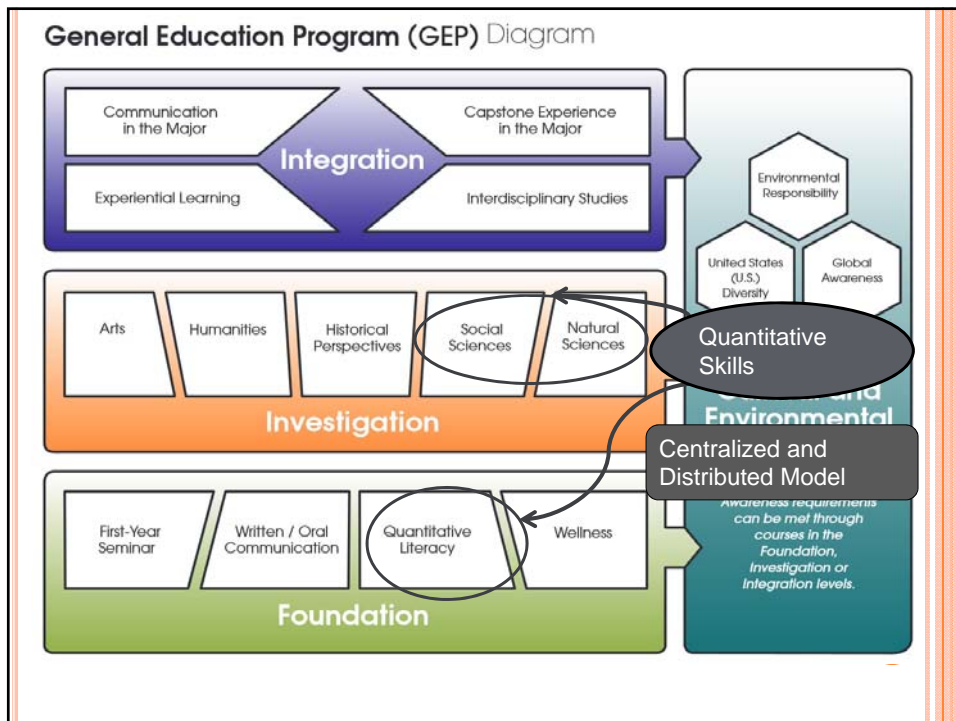 General Education Program (GEP) Diagram
Communication
in the Major
Capstone Experience
in the Major
Integration
Experiential Learning
Interdisciplinary Studies
Environmental
Responsibility
United States
(U.S.)
Diversity
Global
Awareness
Arts
Humanities
Historical
Perspectives
Social
Sciences
Natural
Sciences
Investigation
Quantitative
Skills
and
Environmental
Centralized and
Distributed Model
Awareness requirements
can be met through
courses in the
Foundation,
Investigation or
Integration levels.
First-Year
Seminar
Written / Oral
Communication
Quantitative
Literacy
Wellness
Foundation